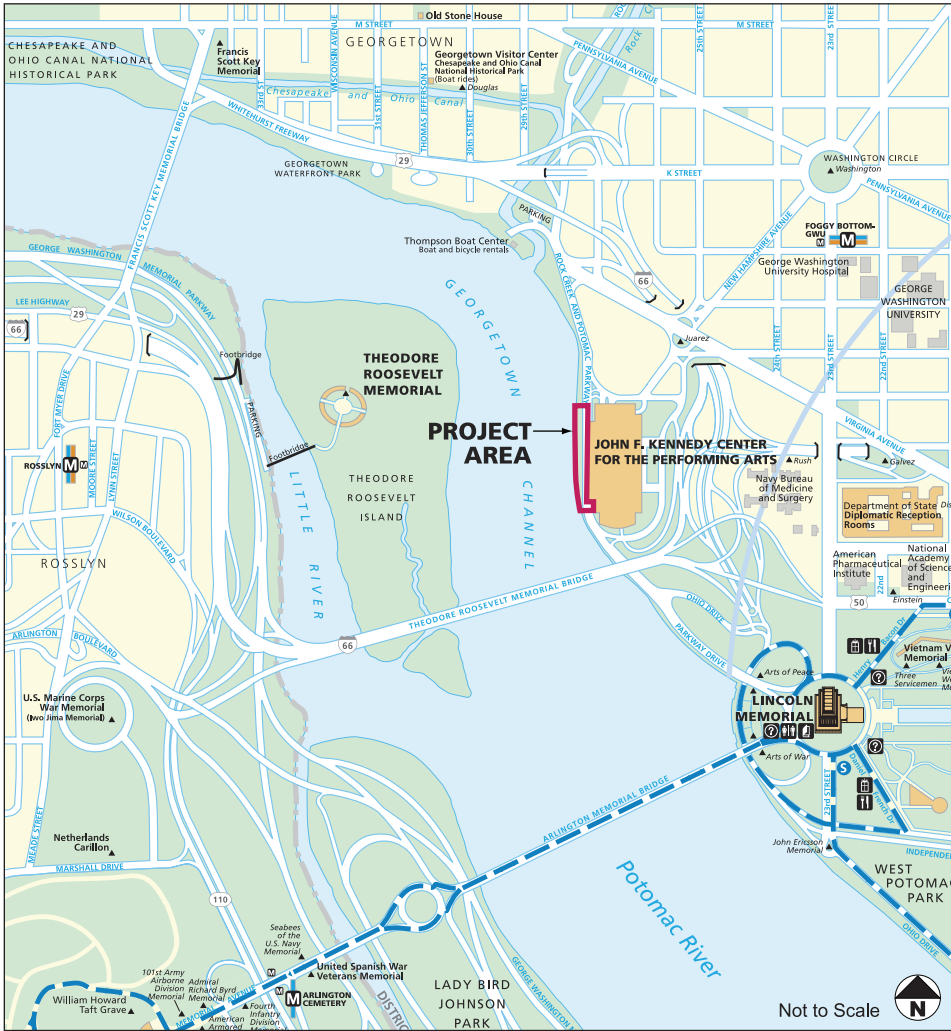 Old Stone House
M STREET
M STREET
GEORGETOWN
CHESAPEAKE AND
OHIO CANAL NATIONAL
HISTORICAL PARK
Francis
Scott Key
Memorial
WISCONSIN AVENUE
Georgetown Visitor Center
Chesapeake and Ohio Canal
National Historical Park
(Boat rides)
Douglas
Rock Creek
25th STREET
23rd STREET
PENNSYLVANIA AVENUE
33rd ST
Chesapeake and Ohio Canal
31st STREET
THOMAS JEFFERSON ST
30th STREET
29th STREET
WHITEHURST FREEWAY
29
GEORGETOWN
WATERFRONT PARK
K STREET
WASHINGTON CIRCLE
Washington
PENNSYLVANIA AVENUE
FRANCIS SCOTT KEY MEMORIAL BRIDGE
PARKING
Thompson Boat Center
Boat and bicycle rentals
NEW HAMPSHIRE AVENUE
FOGGY BOTTOM-
GWU
M
M
George Washington
University Hospital
GEORGE
WASHINGTON
UNIVERSITY
GEORGE WASHINGTON MEMORIAL PARKWAY
LEE HIGHWAY
29
66
66
ROCK CREEK AND POTOMAC PARKWAY
GEORGETOWN
CHANNEL
Juarez
24th STREET
23rd STREET
22nd STREET
Footbridge
PARKING
THEODORE
ROOSEVELT
MEMORIAL
FORT MYER DRIVE
MOORE STREET
LYNN STREET
ROSSLYN
M
M
Footbridge
PROJECT
AREA
JOHN F. KENNEDY CENTER
FOR THE PERFORMING ARTS
VIRGINIA AVENUE
Rush
Galvez
Navy Bureau
of Medicine
and Surgery
Department of State
Diplomatic Reception
Rooms
THEODORE
ROOSEVELT
ISLAND
LITTLE RIVER
WILSON BOULEVARD
ROSSLYN
American
Pharmaceutical
Institute
22nd
National
Academy
of Science
and
Engineeri
Einstein
50
THEODORE ROOSEVELT MEMORIAL BRIDGE
66
OHIO DRIVE
PARKWAY DRIVE
ARLINGTON BOULEVARD
Henry Bacon Dr
Vietnam V
Memorial
Three
Servicemen
Arts of Peace
LINCOLN
MEMORIAL
?
?
?
Arts of War
S
23rd STREET
Daniel French Dr
U.S. Marine Corps
War Memorial
(Iwo Jima Memorial)
MEADE STREET
ARLINGTON MEMORIAL BRIDGE
Netherlands
Carillon
MARSHALL DRIVE
John Ericsson
Memorial
INDEPENDE
WEST
POTOMAC
PARK
OHIO DRIVE
Potomac River
110
Seabees
of the
U.S. Navy
Memorial
United Spanish War
Veterans Memorial
M
M
M
ARLINGTON
CEMETERY
101st Army
Airborne
Division
Memorial
Admiral
Richard Byrd
Memorial
William Howard
Taft Grave
MEMORIAL AVENUE
American
Armored
Fourth
Infantry
Division
DISTRIC
LADY BIRD
JOHNSON
PARK
GEORGE WASHINGTON M
Not to Scale
N